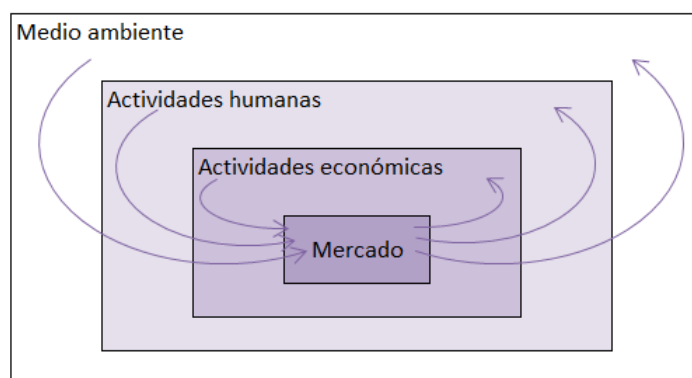 Medio ambiente
Actividades humanas
Actividades económicas
Mercado